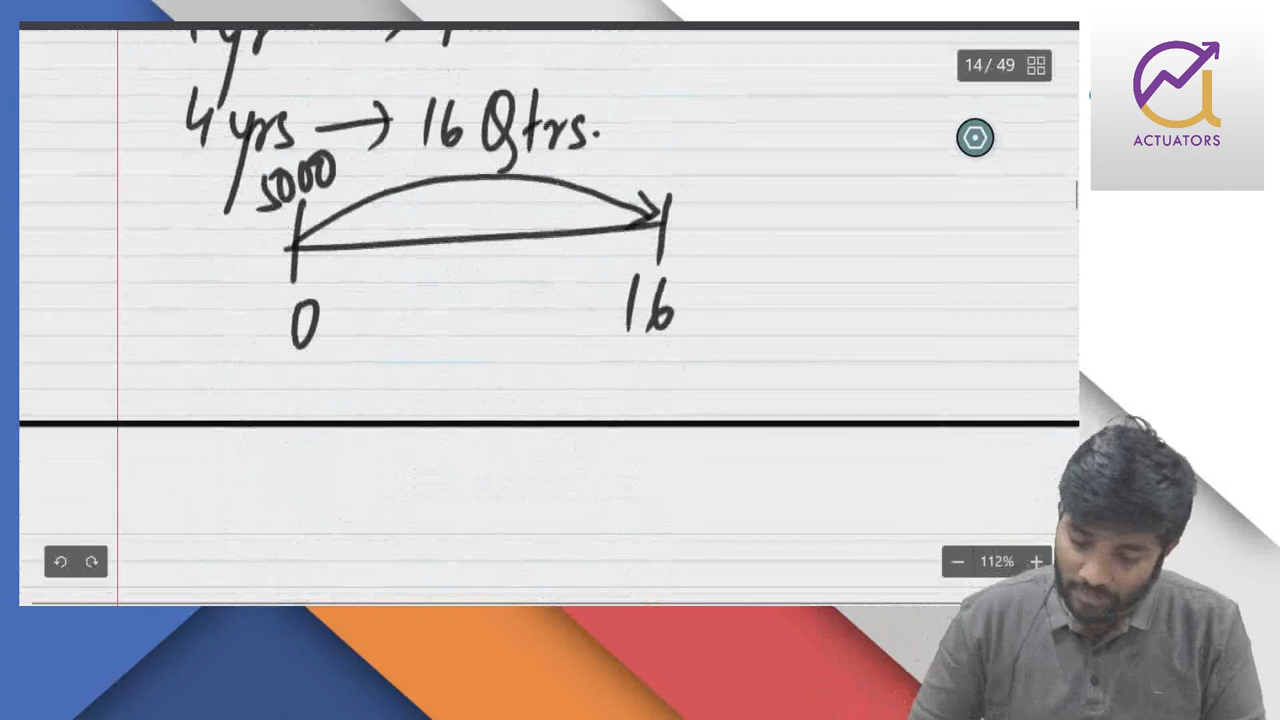 14 / 49
4 yrs → 16 Qtrs.
5000
0
16
112%
ACTUATORS